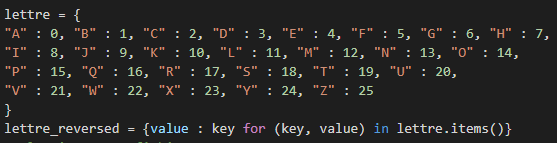 lettre = {
"A" : 0, "B" : 1, "C" : 2, "D" : 3, "E" : 4, "F" : 5, "G" : 6, "H" : 7,
"I" : 8, "J" : 9, "K" : 10, "L" : 11, "M" : 12, "N" : 13, "O" : 14,
"P" : 15, "Q" : 16, "R" : 17, "S" : 18, "T" : 19, "U" : 20,
"V" : 21, "W" : 22, "X" : 23, "Y" : 24, "Z" : 25
}
lettre_reversed = {value : key for (key, value) in lettre.items()}